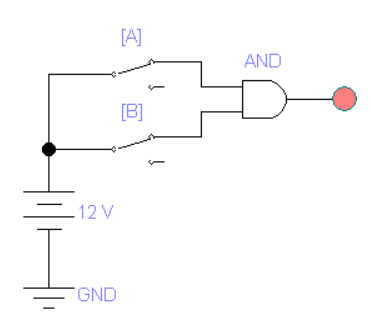 [A]
AND
[B]
12 V
GND